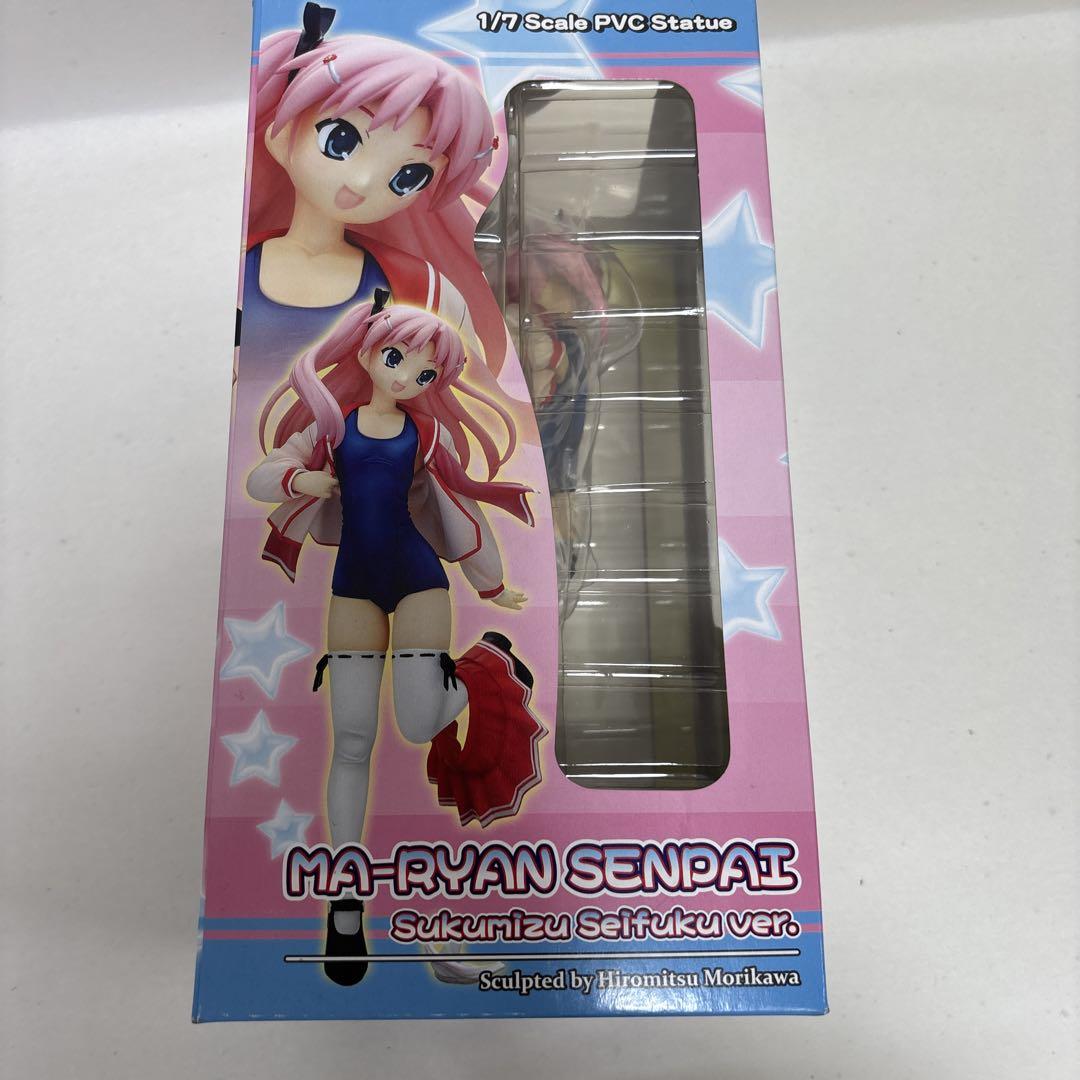 1/7 Scale PVC Statue
MA-RYAN SENPAI
Sukumizu Seifuku ver.
Sculpted by Hiromitsu Morikawa